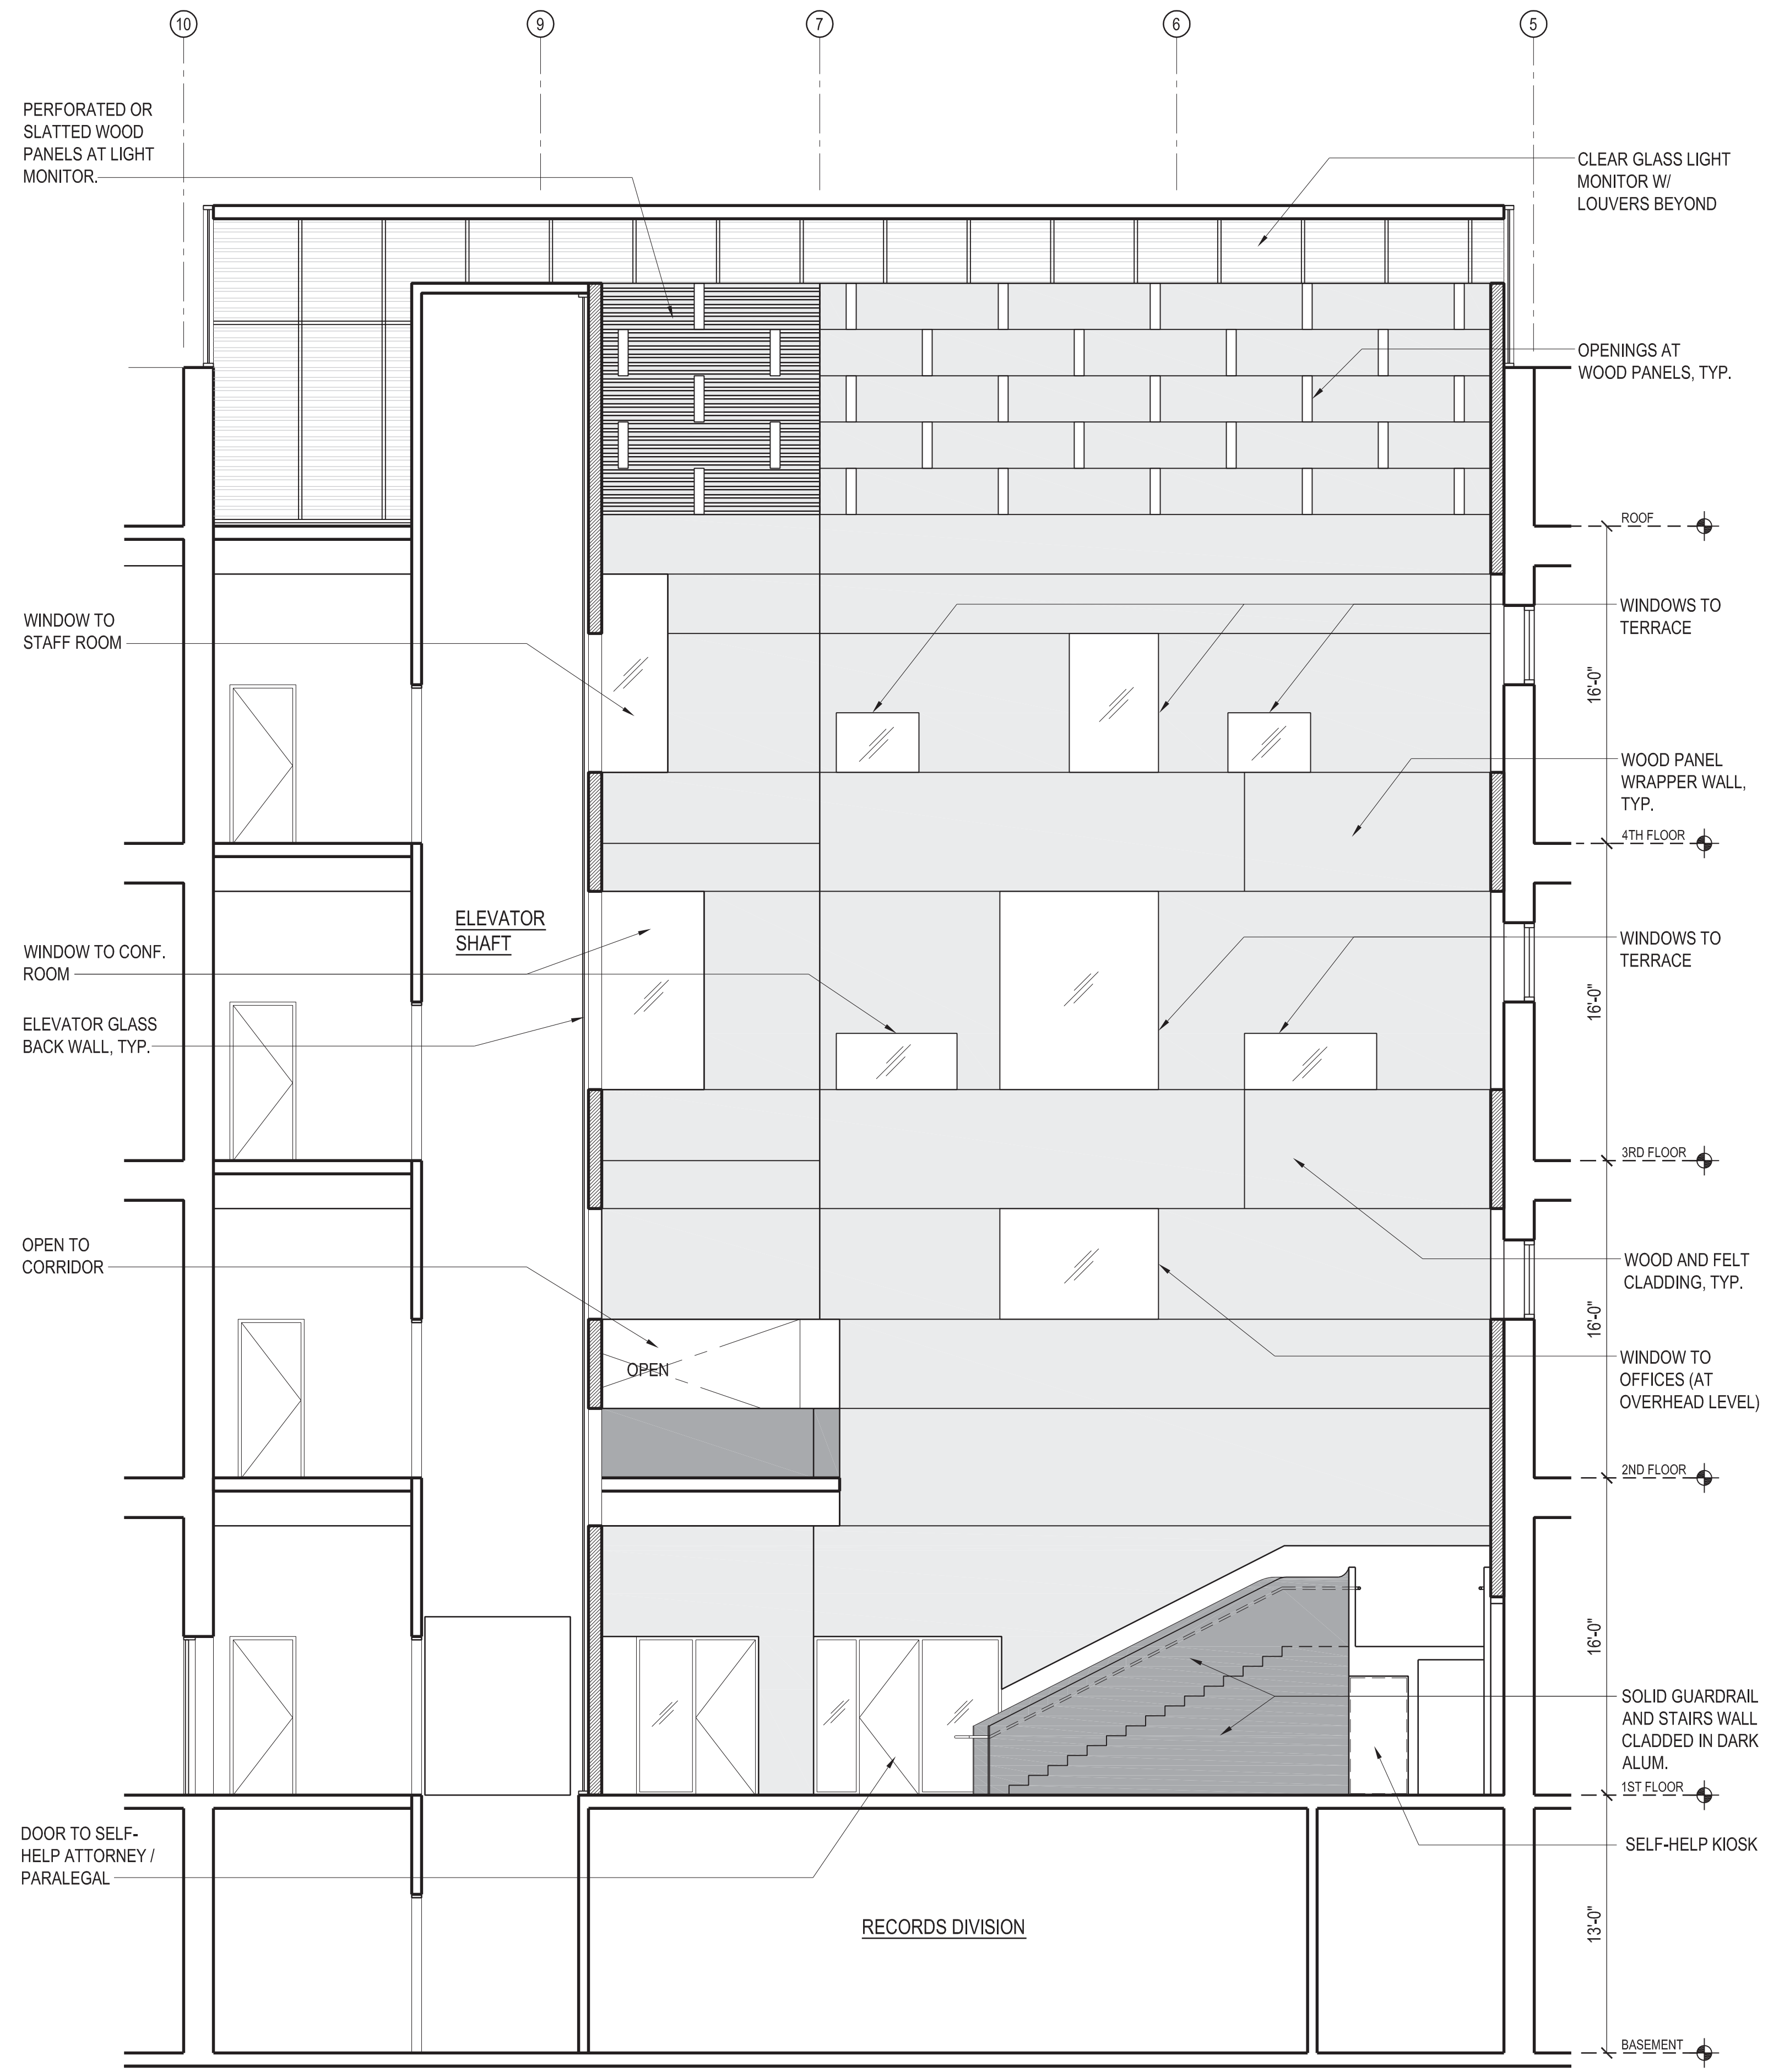 10
9
7
6
5
PERFORATED OR
SLATTED WOOD
PANELS AT LIGHT
MONITOR.
CLEAR GLASS LIGHT
MONITOR W/
LOUVERS BEYOND
OPENINGS AT
WOOD PANELS, TYP.
ROOF
WINDOW TO
STAFF ROOM
WINDOWS TO
TERRACE
16'-0"
WOOD PANEL
WRAPPER WALL,
TYP.
4TH FLOOR
ELEVATOR
SHAFT
WINDOW TO CONF.
ROOM
WINDOWS TO
TERRACE
16'-0"
ELEVATOR GLASS
BACK WALL, TYP.
3RD FLOOR
OPEN TO
CORRIDOR
WOOD AND FELT
CLADDING, TYP.
16'-0"
OPEN
WINDOW TO
OFFICES (AT
OVERHEAD LEVEL)
2ND FLOOR
16'-0"
SOLID GUARDRAIL
AND STAIRS WALL
CLADDED IN DARK
ALUM.
1ST FLOOR
DOOR TO SELF-
HELP ATTORNEY /
PARALEGAL
SELF-HELP KIOSK
RECORDS DIVISION
13'-0"
BASEMENT